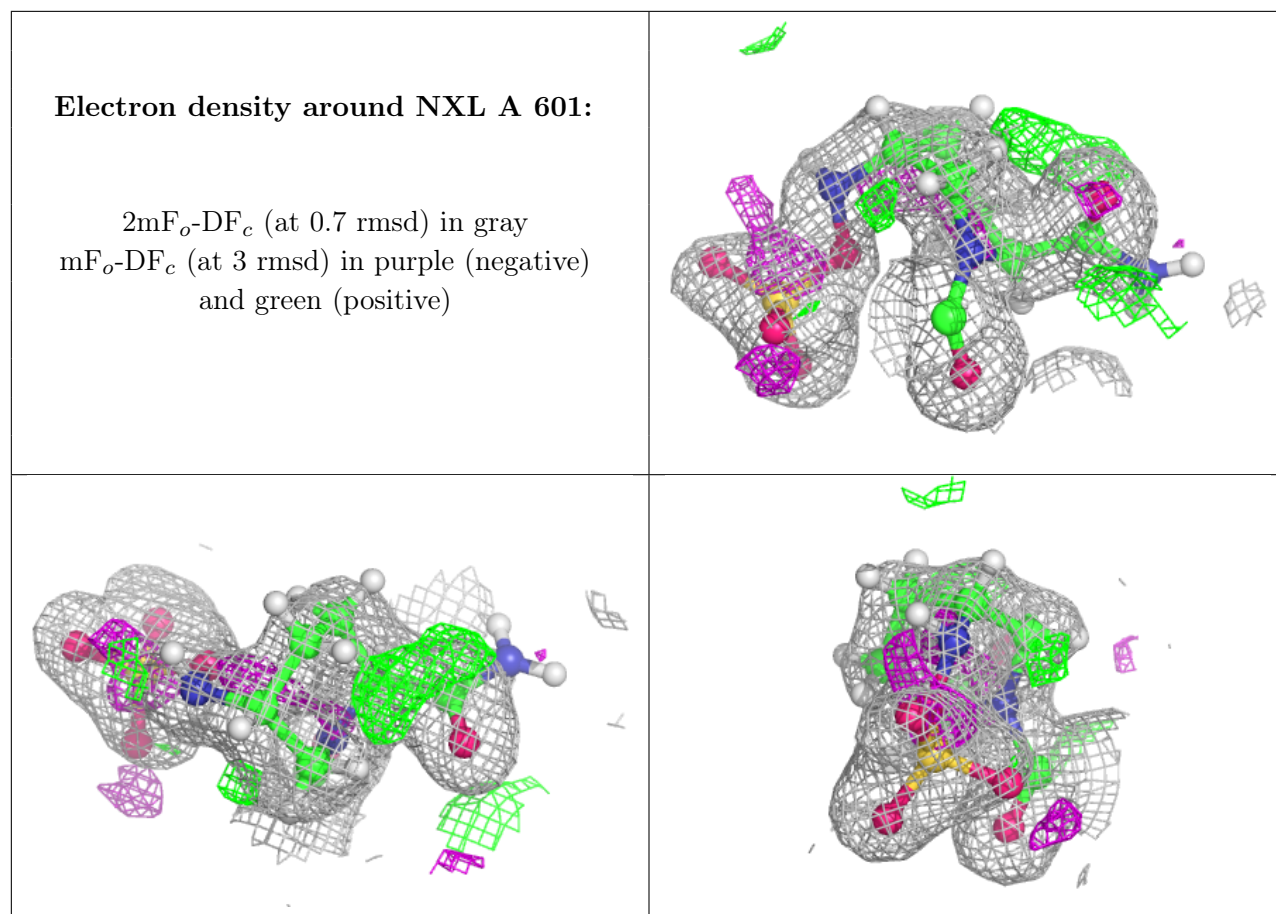 Electron density around NXL A 601:
2mFo-DFc (at 0.7 rmsd) in gray
mFo-DFc (at 3 rmsd) in purple (negative)
and green (positive)